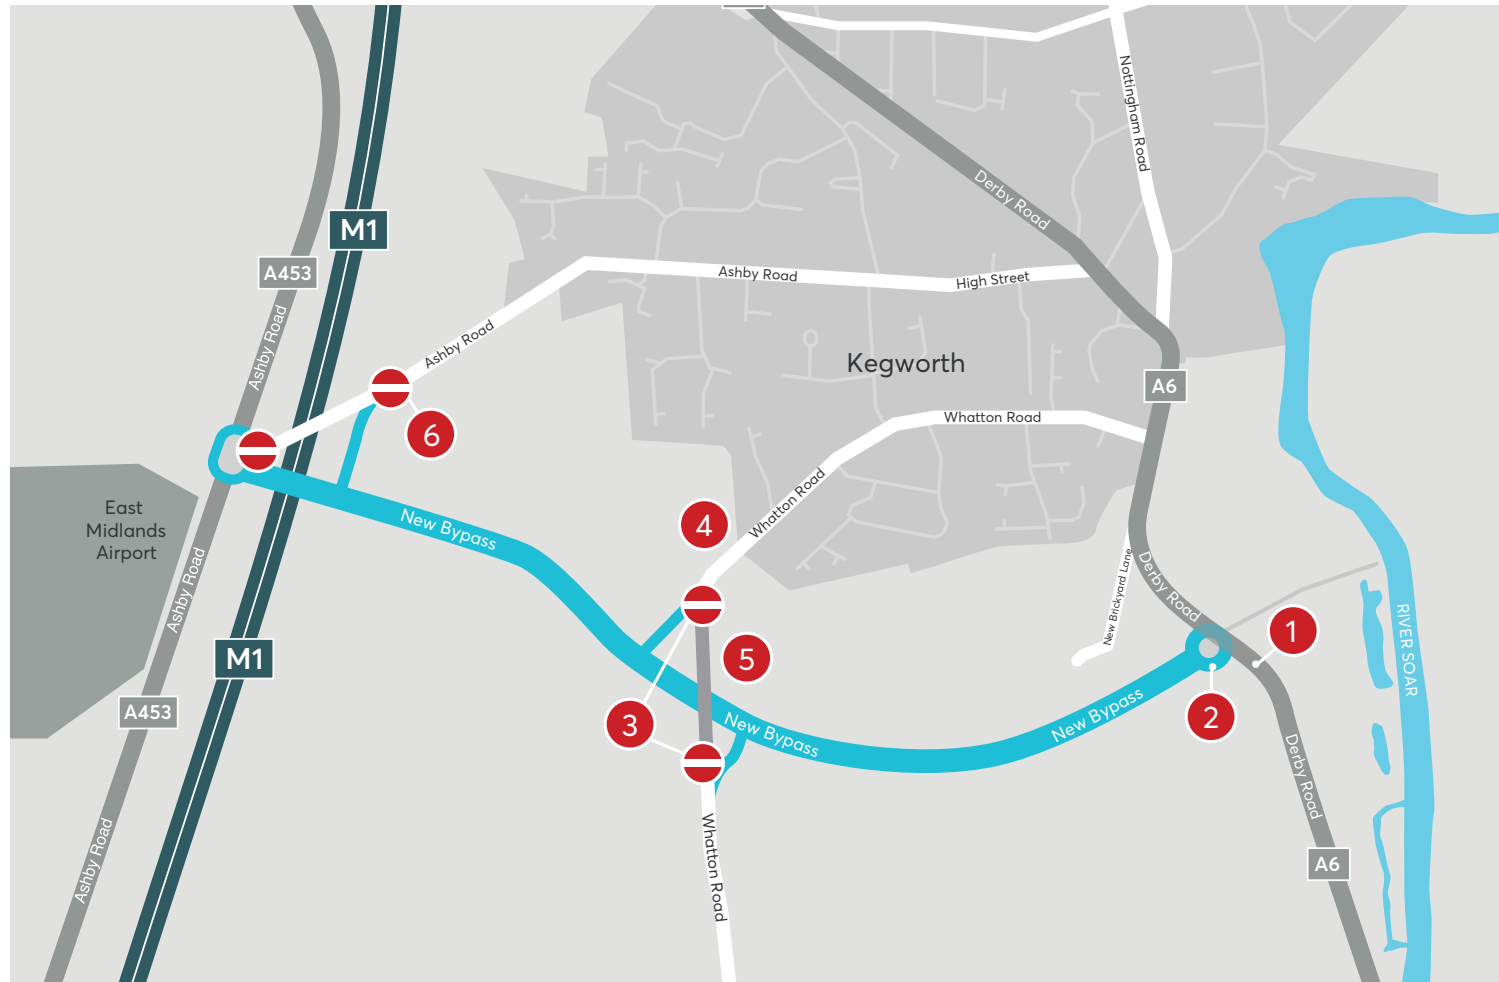 Nottingham Road
Derby Road
M1
A453
Ashby Road
High Street
Ashby Road
Ashby Road
Kegworth
A6
Whatton Road
6
East
Midlands
Airport
New Bypass
4
Whatton Road
Derby Road
New Brickyard Lane
RIVER SOAR
Ashby Road
1
M1
5
A453
3
2
New Bypass
New Bypass
Derby Road
Ashby Road
Whatton Road
A6